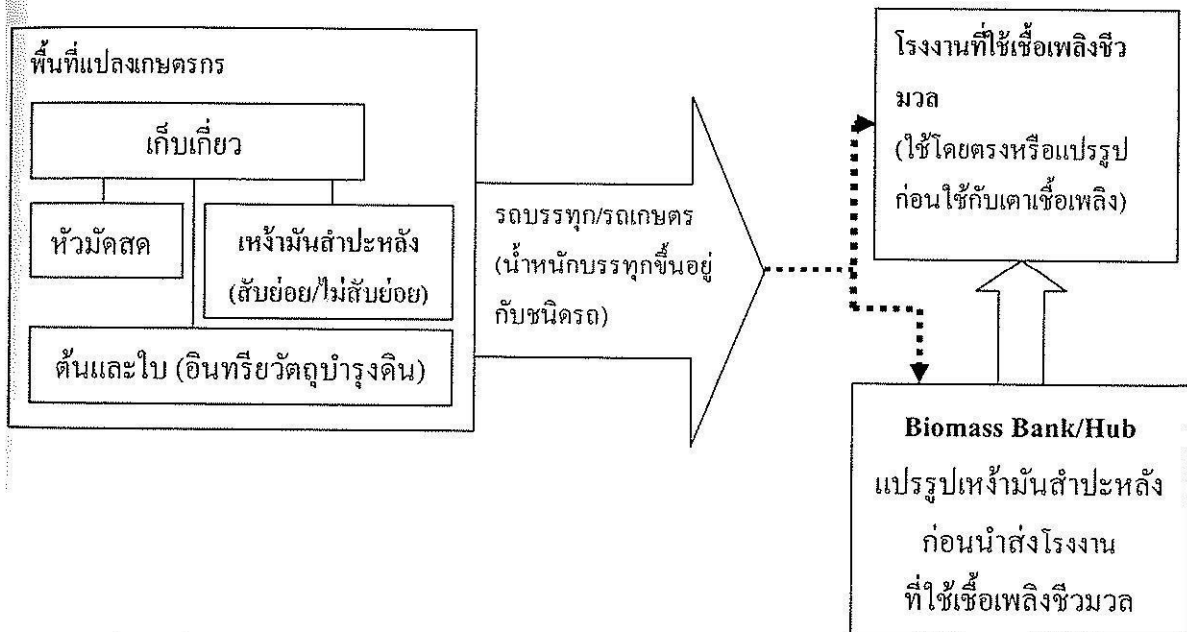 พื้นที่แปลงเกษตรกร
เก็บเกี่ยว
หัวมัดสด
เหง้ามันสำปะหลัง
(สับย่อย/ไม่สับย่อย)
ต้นและใบ (อินทรียวัตถุบำรุงดิน)
รถบรรทุก/รถเกษตร
(น้ำหนักบรรทุกขึ้นอยู่
กับชนิดรถ)
โรงงานที่ใช้เชื้อเพลิงชีว
มวล
(ใช้โดยตรงหรือแปรรูป
ก่อนใช้กับเตาเชื้อเพลิง)
Biomass Bank/Hub
แปรรูปเหง้ามันสำปะหลัง
ก่อนนำส่งโรงงาน
ที่ใช้เชื้อเพลิงชีวมวล